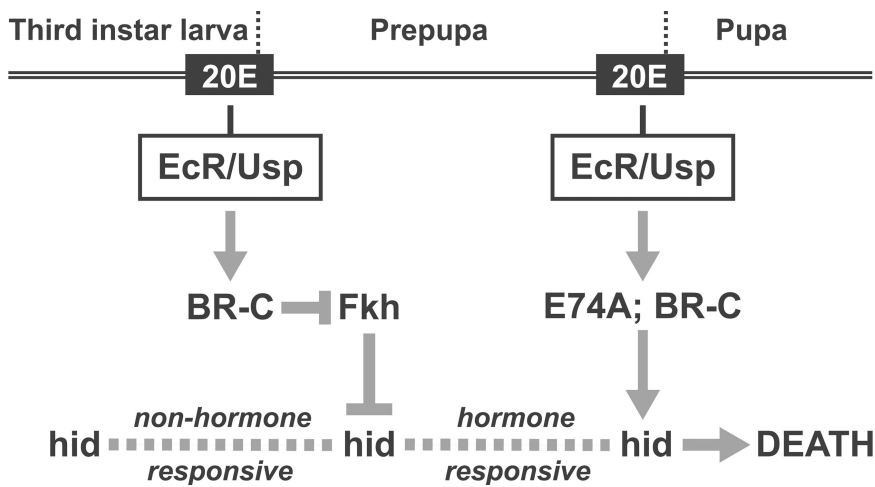 Third instar larva Prepupa Pupa
20E 20E
EcR/Usp EcR/Usp
BR-C Fkh E74A; BR-C
non-hormone hormone
hid hid hid DEATH
responsive responsive